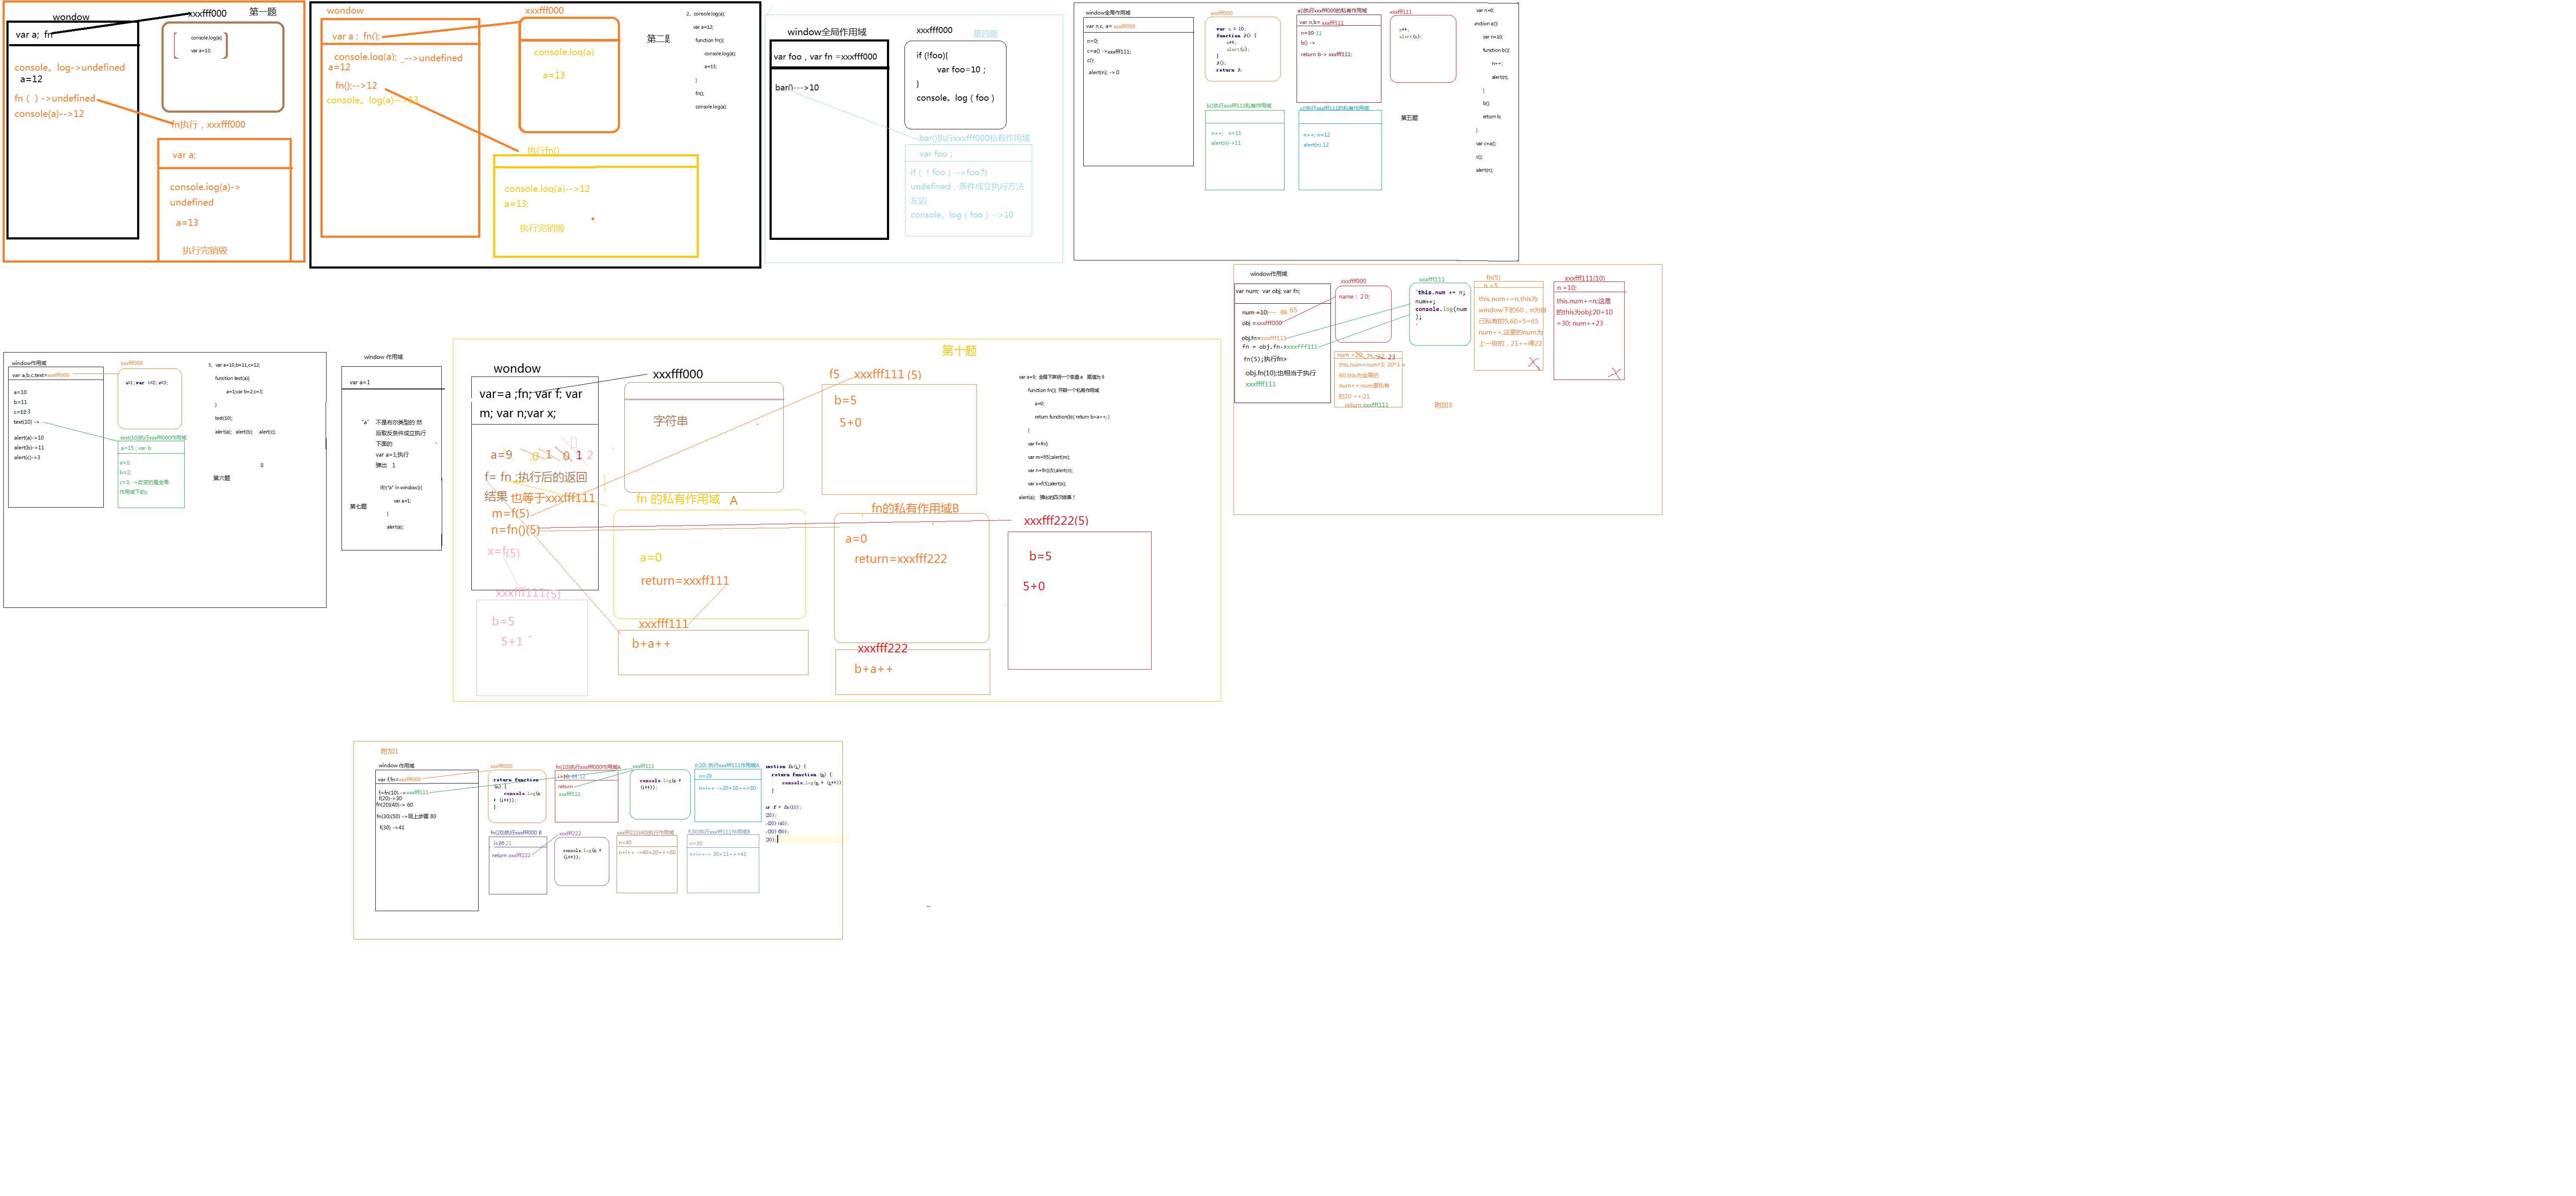 第一题
wondow
xxxfff000
var a;  fn
console.log(a);
var a=13;
console。log->undefined
a=12
fn（ ）->undefined
console(a)-->12
fn执行，xxxfff000
var a;
console.iog(a)->
undefined
a=13
执行完销毁
wondow
xxxfff000
第二题
var a ;  fn();
console.log(a);  -->undefined
a=12
fn();-->12
console。log(a)-->13
console.log(a)
a=13
执行fn()
console.log(a)-->12
a=13;
执行完销毁
2、console.log(a);
var a=12;
function fn(){
console.log(a);
a=13;
}
fn();
console.log(a);
第四题
window全局作用域
xxxfff000
var foo，var fn =xxxfff000
bar()--->10
if (!foo){
var foo=10；
}
console。log（foo）
bar()执行xxxfff000私有作用域
var foo；
if（！foo）-->foo为
undefined，条件成立执行方法
左边
console。log（foo）-->10
window全局作用域
var n,c, a= xxxfff000
n=0;
c=a() ->xxxfff111;
c();
alert(n); -> 0
xxxfff000
var n = 10;
function b() {
n++;
alert(n);
}
b();
return b;
a()执行xxxfff000的私有作用域
var n,b= xxxfff111
n=10 11
b() ->
return b-> xxxfff111;
xxxfff111
n++;
alert(n);
b()执行xxxfff111私有作用域
n++;  n=11
alert(n)->11
c()执行xxxfff111的私有作用域
n++; n=12
alert(n) 12
第五题
var n=0;
unction a(){
var n=10;
function b(){
n++;
alert(n);
}
b();
return b;
}
var c=a();
c();
alert(n);
window作用域
var num;  var obj; var fn;
num =10; 65
obj =xxxfff000
obj.fn=xxxfff111
fn = obj.fn->xxxfff111
fn(5);执行fn>
obj.fn(10);也相当于执行
xxxfff111
xxxfff000
name : 20;
num =20, 21 22 23
this.num=num*3; 20*3 =
60;this为全局的
num++;num是私有
的20 ++;21
return xxxfff111
xxxfff111
`this.num += n;
num++;
console.log(num
);
fn(5)
n =5
this.num+=n,this为
window下的60，n为自
己私有的5,60+5=65
num++,这里的num为
上一级的，21++得22
xxxfff111(10)
n =10;
this.num+=n;这里
的this为obj;20+10
=30; num++23
附加3
window作用域
var a,b,c,text=xxxfff000
a=10
b=11
c=12 3
text(10) ->
alert(a)->10
alert(b)->11
alert(c)->3
xxxfff000
a=1;var b=2;c=3;
text(10)执行xxxfff000作用域
a=15 ; var b
a=1;
b=2;
c=3; ->改变的是全局
作用域下的c
3、var a=10,b=11,c=12;
function test(a){
a=1;var b=2;c=3;
}
test(10);
alert(a);   alert(b);    alert(c);
第六题
window 作用域
var a=1
"a"   不是布尔类型的 然
后取反条件成立执行
下面的
var a=1;执行
弹出   1
if(!("a" in window)){
var a=1;
}
alert(a);
第七题
第十题
wondow
var=a ;fn; var f; var
m; var n;var x;
a=9 0 1 0 1 2
f= fn ;执行后的返回
结果 也等于xxxfff111
m=f(5)
n=fn()(5)
x=f(5)
xxxfff111(5)
b=5
5+1
xxxfff000
字符串
fn 的私有作用域   A
a=0
return=xxxff111
xxxfff111
b+a++
f5   xxxfff111 (5)
b=5
5+0
fn的私有作用域B
a=0
return=xxxfff222
xxxfff222
b+a++
xxxfff222(5)
b=5
5+0
var a=9;  全局下声明一个变量a   赋值为9
function fn(){  开辟一个私有作用域
a=0;
return function(b){ return b+a++; }
}
var f=fn()
var m=f(5);alert(m);
var n=fn()(5);alert(n);
var x=f(5);alert(x);
alert(a);   弹出的四次结果？
附加1
window 作用域
var f,fn=xxxfff000
f=fn(10) -> xxxfff111
f(20)->30
fn(20)(40)-> 60
fn(30)(50) ->同上步骤 80
f(30) ->41
xxxfff000
return function
(n) {
console.log(n
+ (i++));
}
fn(10)执行xxxfff000作用域A
i=10; 11 12
return
xxxfff111
xxxfff111
console.log(n +
(i++));
f(20) 执行xxxfff111作用域A
n=20
n+i++ ->20+10++=30
unction fn(i) {
return function (n) {
console.log(n + (i++))
}
ar f = fn(10);
20);
(20)(40);
(30)(50);
30);
fn(20)执行xxxfff000 B
i=20 21
return xxxfff222
xxxfff222
console.log(n +
(i++));
xxxfff222(40)执行作用域
n=40
n+i++ ->40+20++=60
f(30)执行xxxfff111作用域B
n=30
n+i++-> 30+11++=41